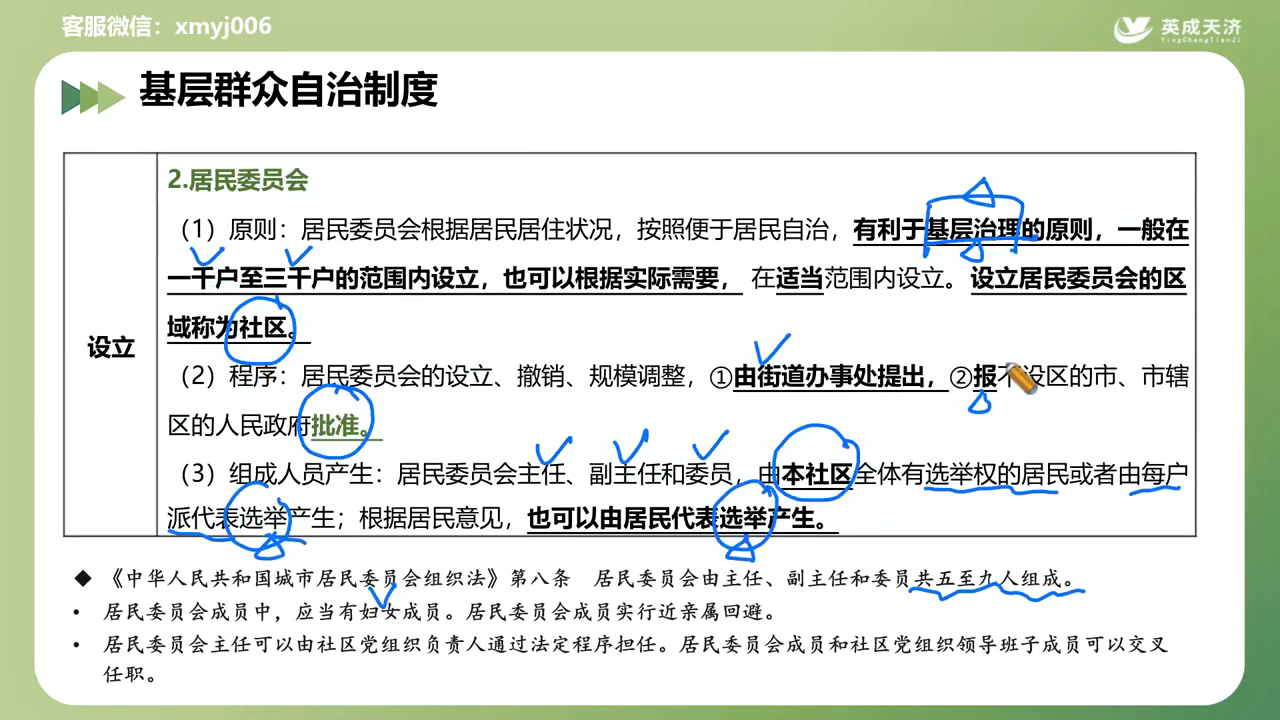 客服微信：xmyj006
英成天济
YingChengTianJi
基层群众自治制度
设立
2.居民委员会
（1）原则：居民委员会根据居民居住状况，按照便于居民自治，有利于基层治理的原则，一般在
一千户至三千户的范围内设立，也可以根据实际需要，在适当范围内设立。设立居民委员会的区
域称为社区。
（2）程序：居民委员会的设立、撤销、规模调整，①由街道办事处提出，②报不设区的市、市辖
区的人民政府批准。
（3）组成人员产生：居民委员会主任、副主任和委员，由本社区全体有选举权的居民或者由每户
派代表选举产生；根据居民意见，也可以由居民代表选举产生。
◆ 《中华人民共和国城市居民委员会组织法》第八条 居民委员会由主任、副主任和委员共五至九人组成。
• 居民委员会成员中，应当有妇女成员。居民委员会成员实行近亲属回避。
• 居民委员会主任可以由社区党组织负责人通过法定程序担任。居民委员会成员和社区党组织领导班子成员可以交叉
任职。